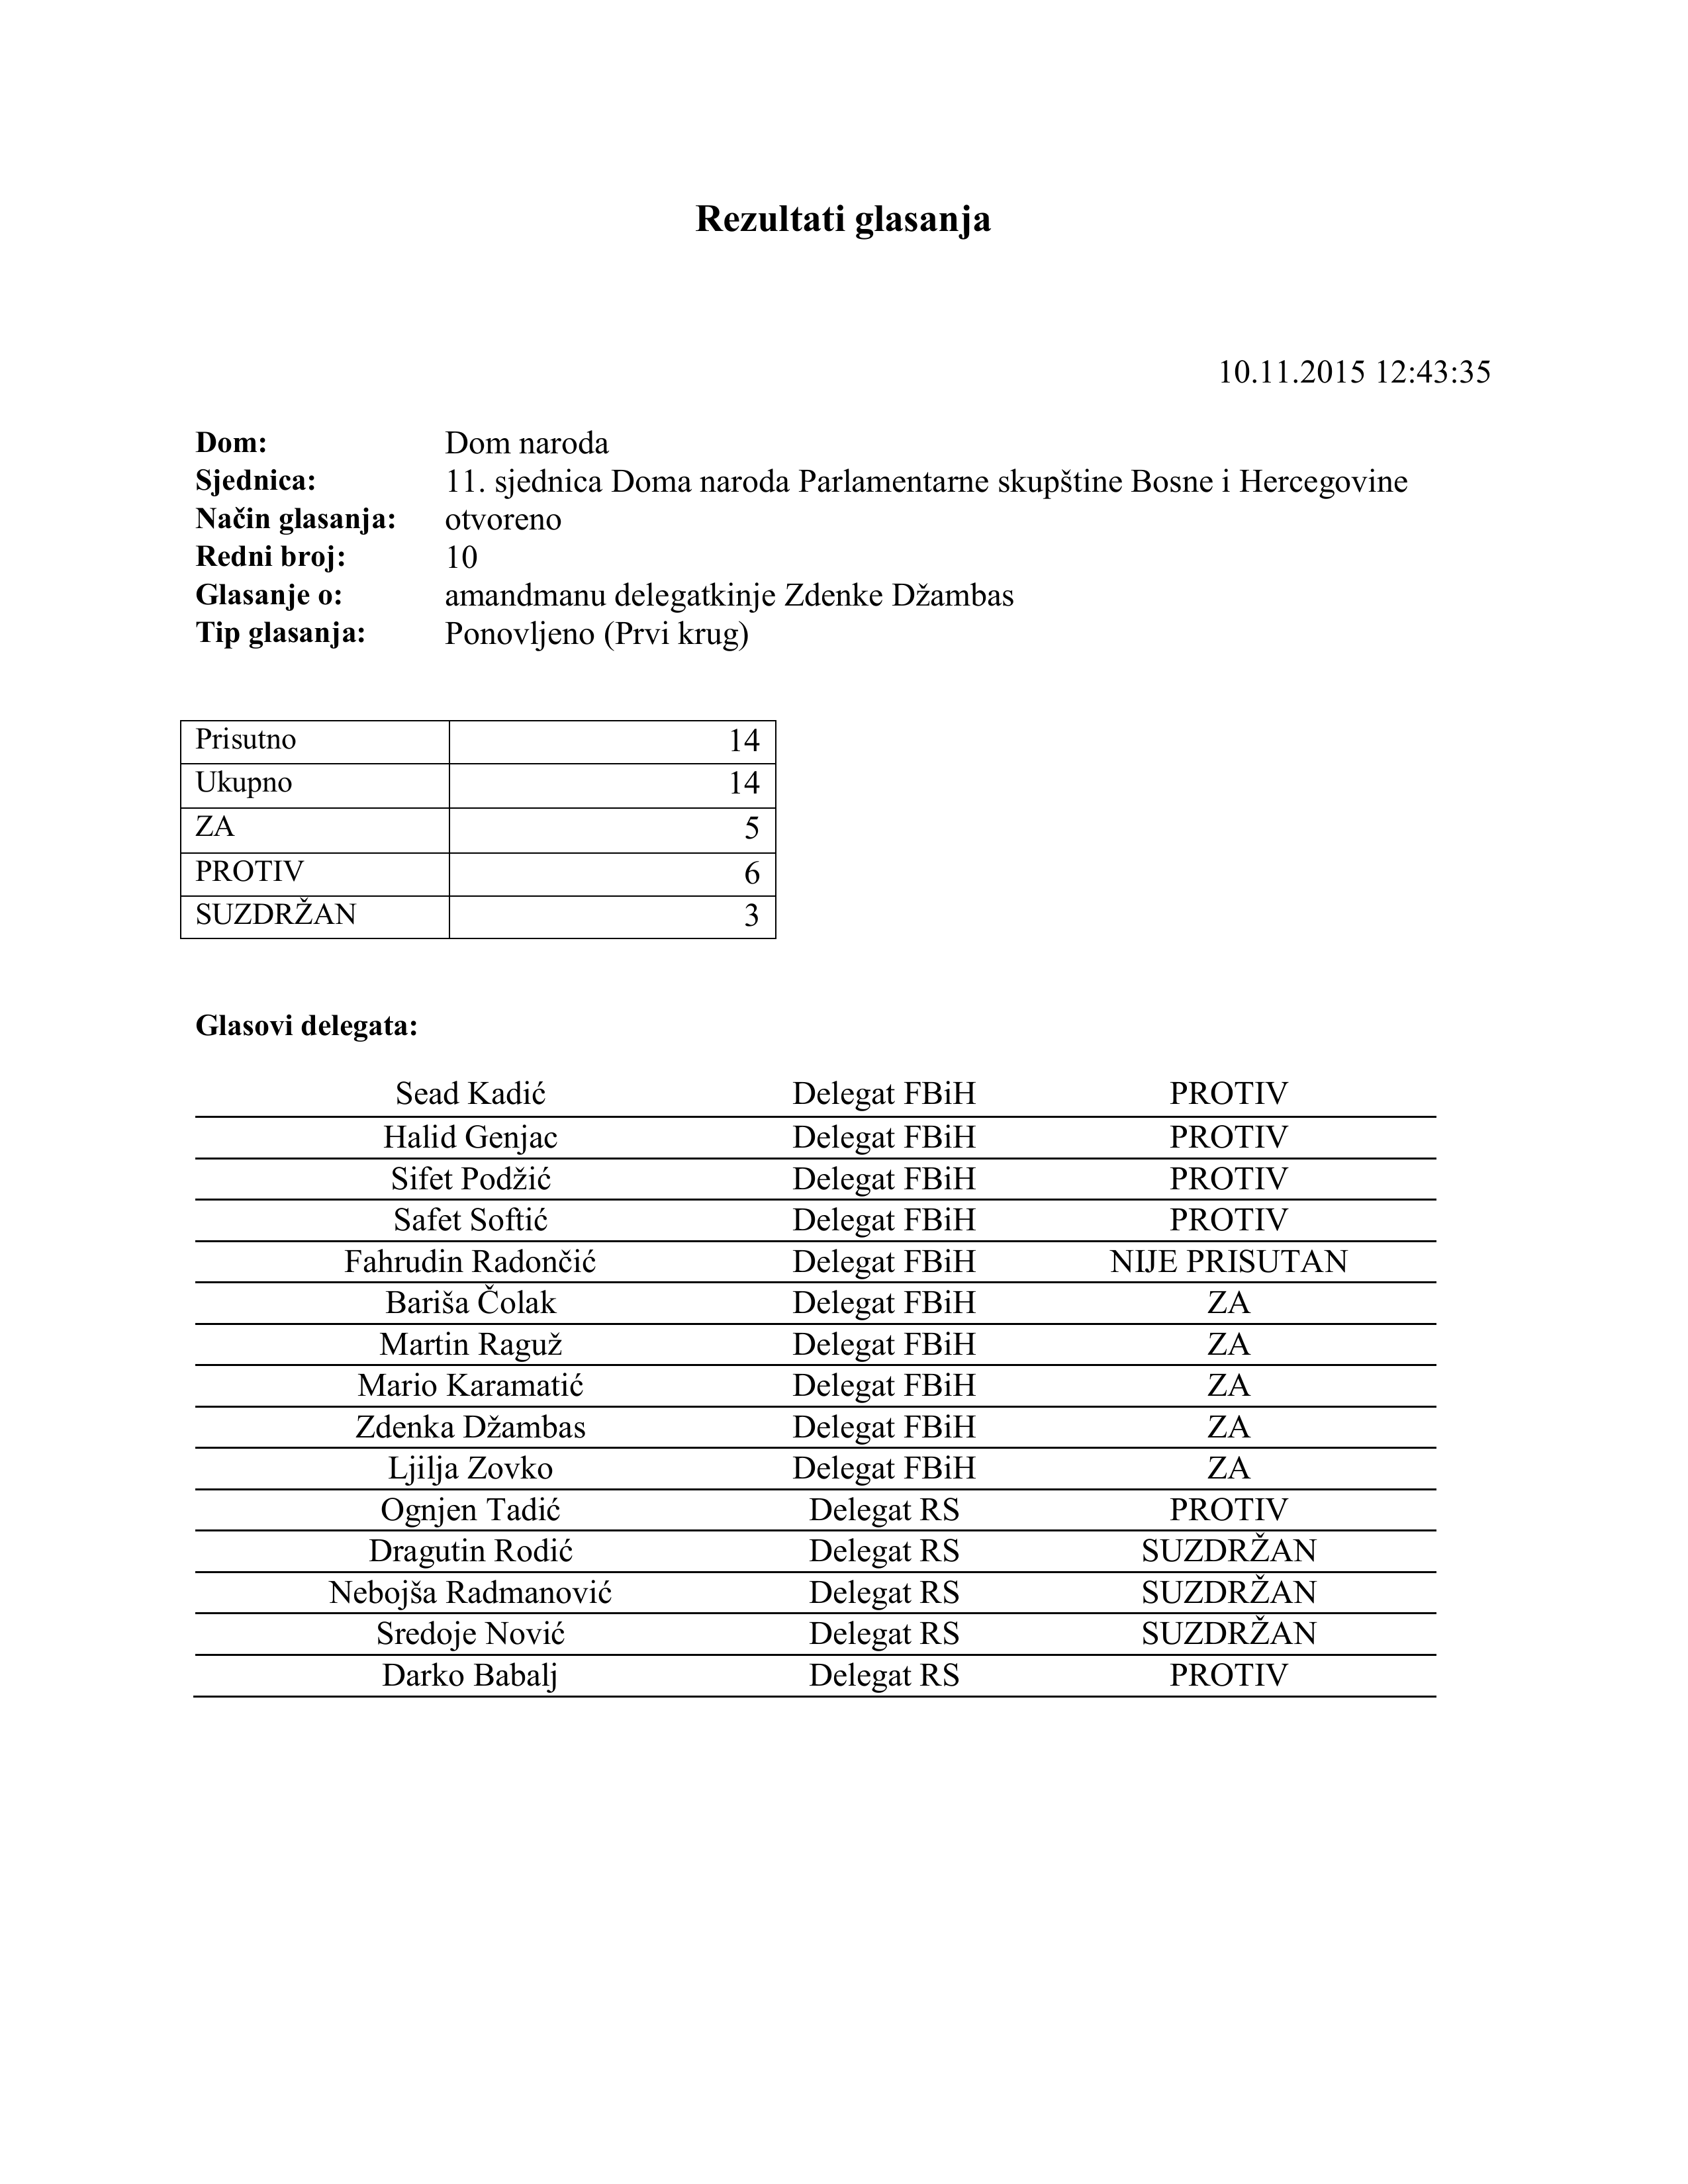 Rezultati glasanja
10.11.2015 12:43:35
Dom: Dom naroda
Sjednica: 11. sjednica Doma naroda Parlamentarne skupštine Bosne i Hercegovine
Način glasanja: otvoreno
Redni broj: 10
Glasanje o: amandmanu delegatkinje Zdenke Džambas
Tip glasanja: Ponovljeno (Prvi krug)
Prisutno 14
Ukupno 14
ZA 5
PROTIV 6
SUZDRŽAN 3
Glasovi delegata:
Sead Kadić Delegat FBiH PROTIV
Halid Genjac Delegat FBiH PROTIV
Sifet Podžić Delegat FBiH PROTIV
Safet Softić Delegat FBiH PROTIV
Fahrudin Radončić Delegat FBiH NIJE PRISUTAN
Bariša Čolak Delegat FBiH ZA
Martin Raguž Delegat FBiH ZA
Mario Karamatić Delegat FBiH ZA
Zdenka Džambas Delegat FBiH ZA
Ljilja Zovko Delegat FBiH ZA
Ognjen Tadić Delegat RS PROTIV
Dragutin Rodić Delegat RS SUZDRŽAN
Nebojša Radmanović Delegat RS SUZDRŽAN
Sredoje Nović Delegat RS SUZDRŽAN
Darko Babalj Delegat RS PROTIV